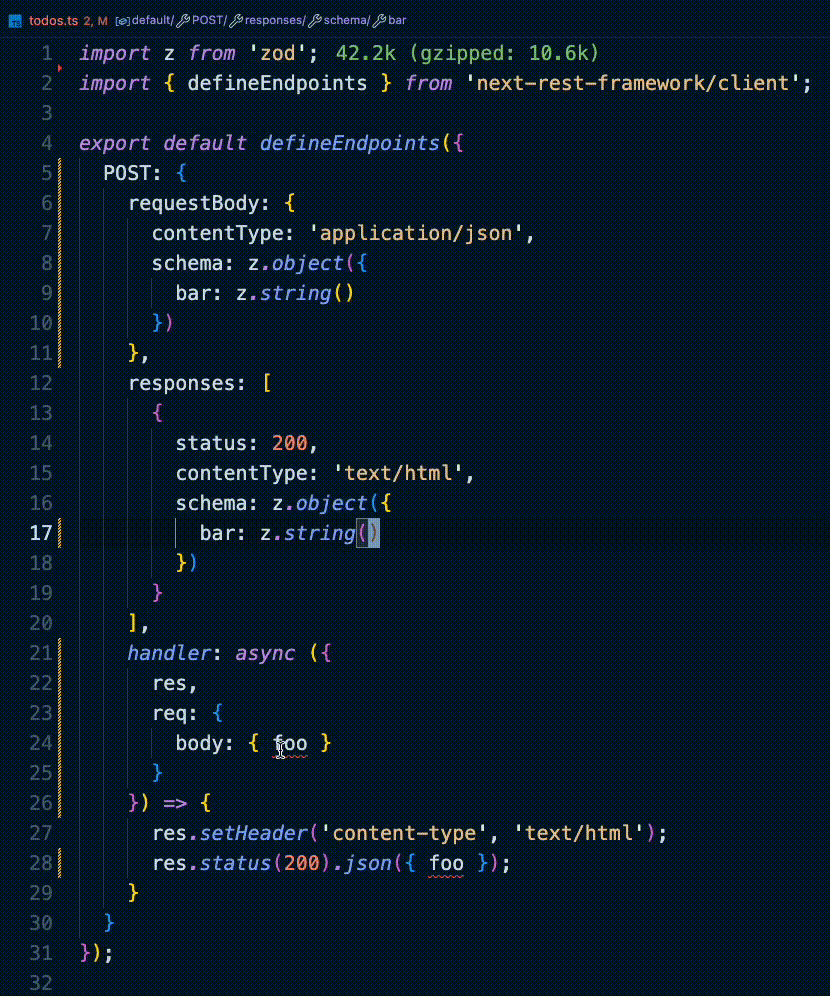 todos.ts 2, M default/POST/responses/schema/bar
1 import z from 'zod'; 42.2k (gzipped: 10.6k)
2 import { defineEndpoints } from 'next-rest-framework/client';
3
4 export default defineEndpoints({
5   POST: {
6     requestBody: {
7       contentType: 'application/json',
8       schema: z.object({
9         bar: z.string()
10       })
11     },
12     responses: [
13       {
14         status: 200,
15         contentType: 'text/html',
16         schema: z.object({
17           bar: z.string()
18         })
19       }
20     ],
21     handler: async ({
22       res,
23       req: {
24         body: { foo }
25       }
26     }) => {
27       res.setHeader('content-type', 'text/html');
28       res.status(200).json({ foo });
29     }
30   }
31 });
32